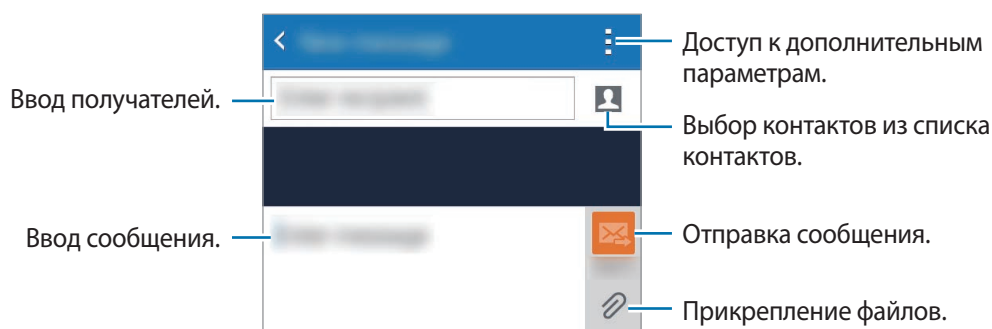 Доступ к дополнительным
параметрам.
Ввод получателей.
Выбор контактов из списка
контактов.
Ввод сообщения.
Отправка сообщения.
Прикрепление файлов.